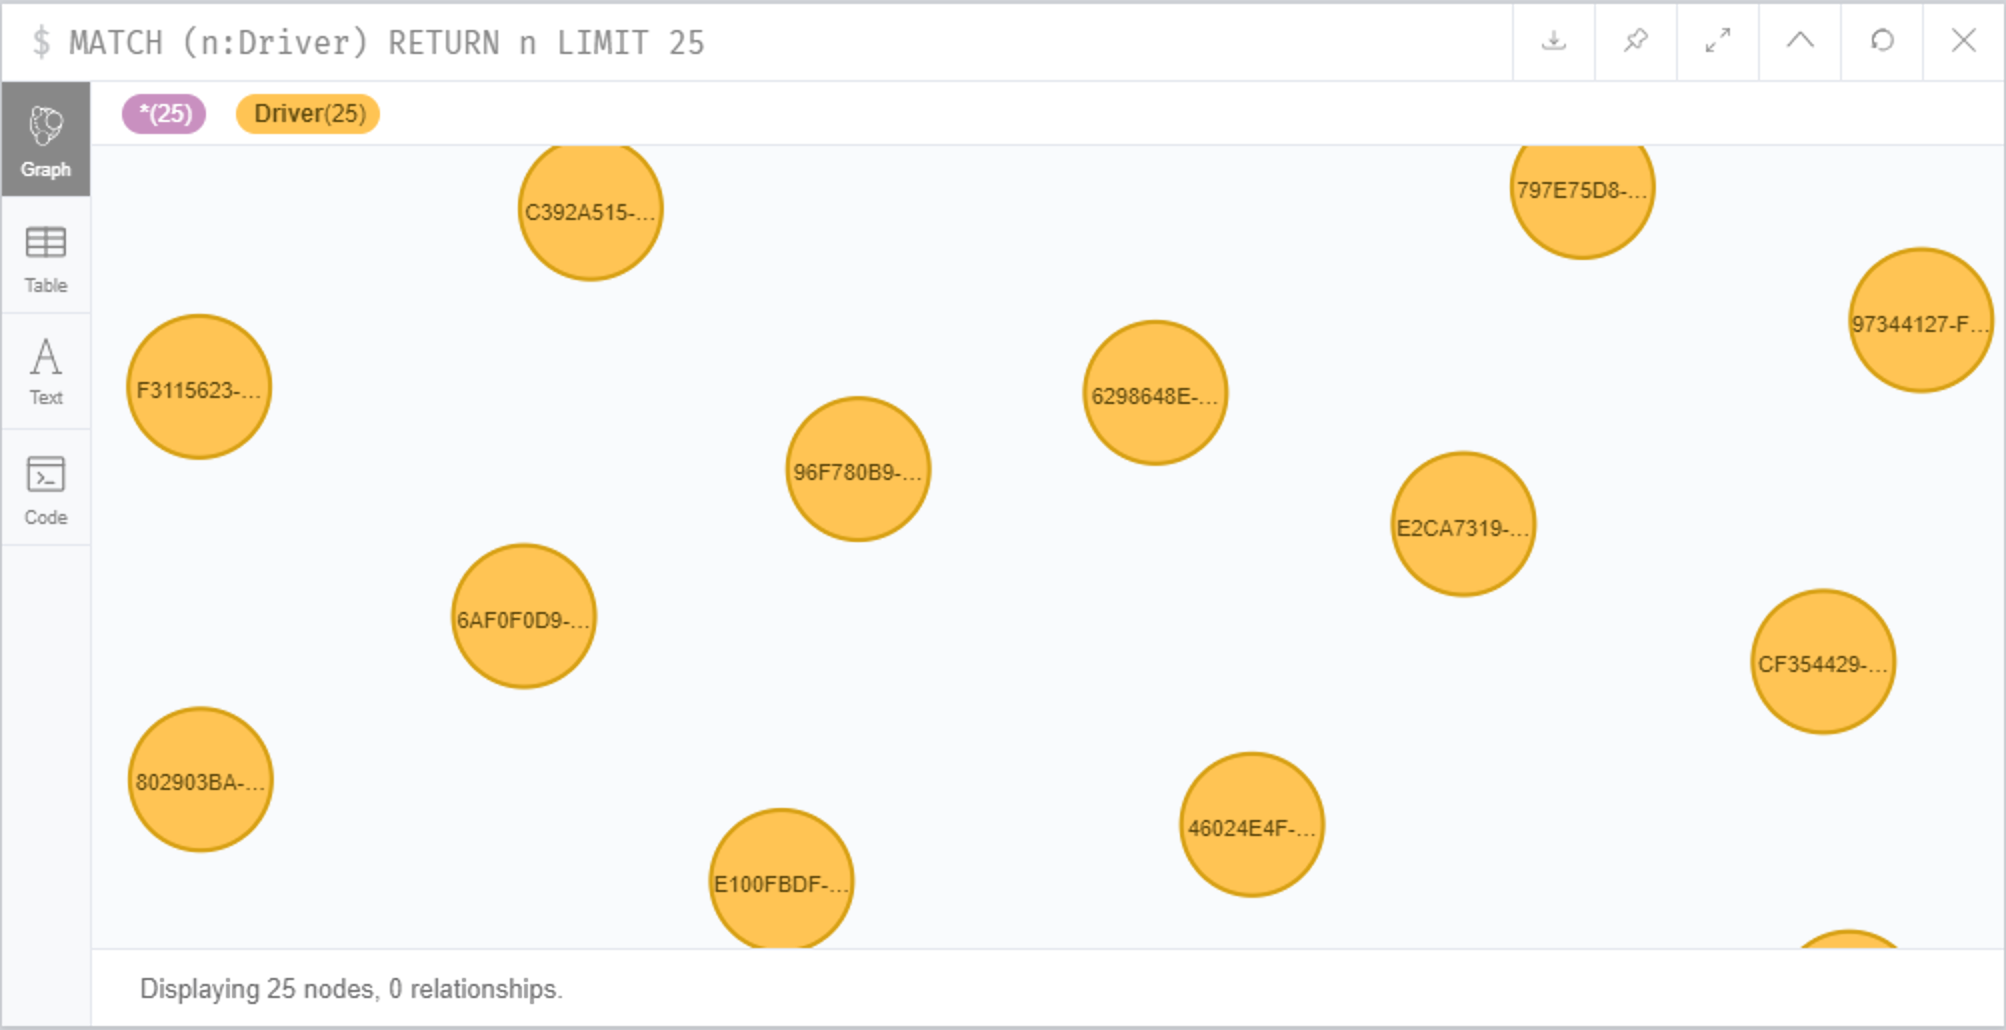 $ MATCH (n:Driver) RETURN n LIMIT 25
*(25) Driver(25)
Graph
Table
Text
Code
C392A515-...
797E75D8-...
97344127-F...
F3115623-...
6298648E-...
96F780B9-...
E2CA7319-...
6AF0F0D9-...
CF354429-...
802903BA-...
46024E4F-...
E100FBDF-...
Displaying 25 nodes, 0 relationships.